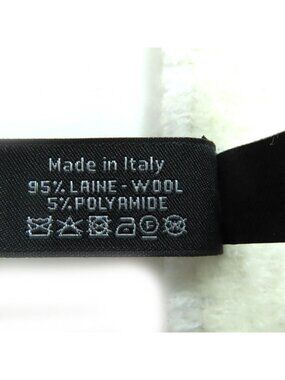 Made in Italy
95% LAINE - WOOL
5% POLYAMIDE